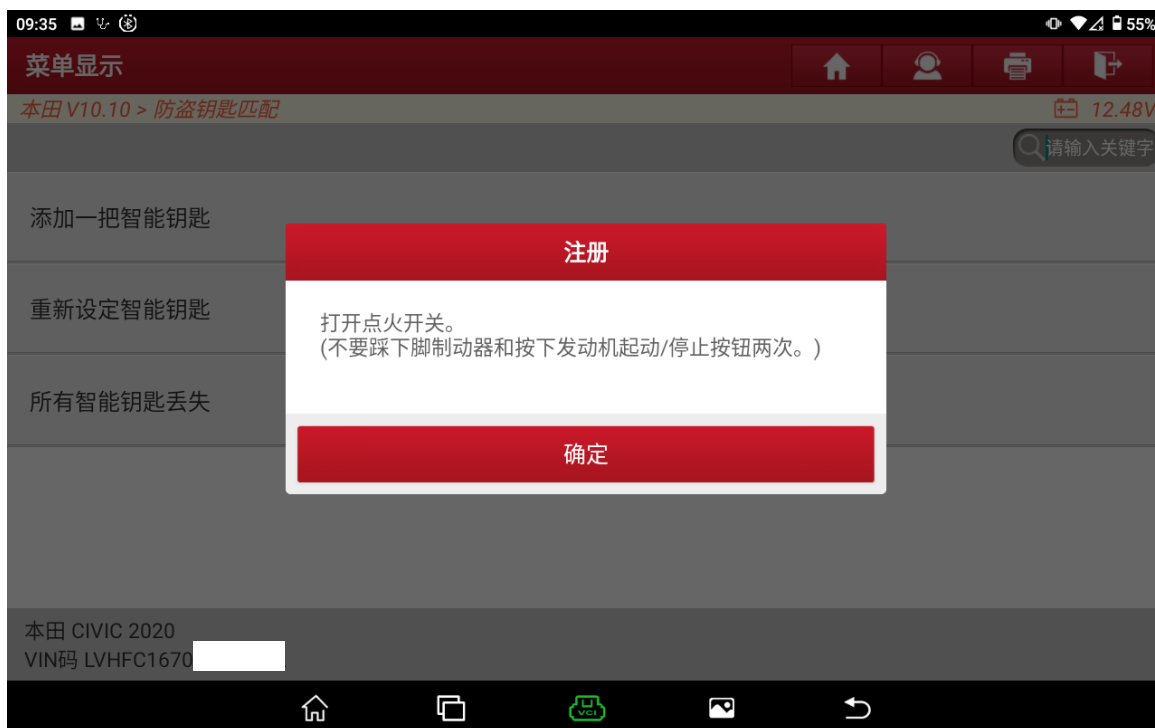 09:35
55%
菜单显示
本田 V10.10 > 防盗钥匙匹配
12.48V
请输入关键字
添加一把智能钥匙
重新设定智能钥匙
所有智能钥匙丢失
注册
打开点火开关。
(不要踩下脚制动器和按下发动机起动/停止按钮两次。)
确定
本田 CIVIC 2020
VIN码 LVHFC1670
VCI